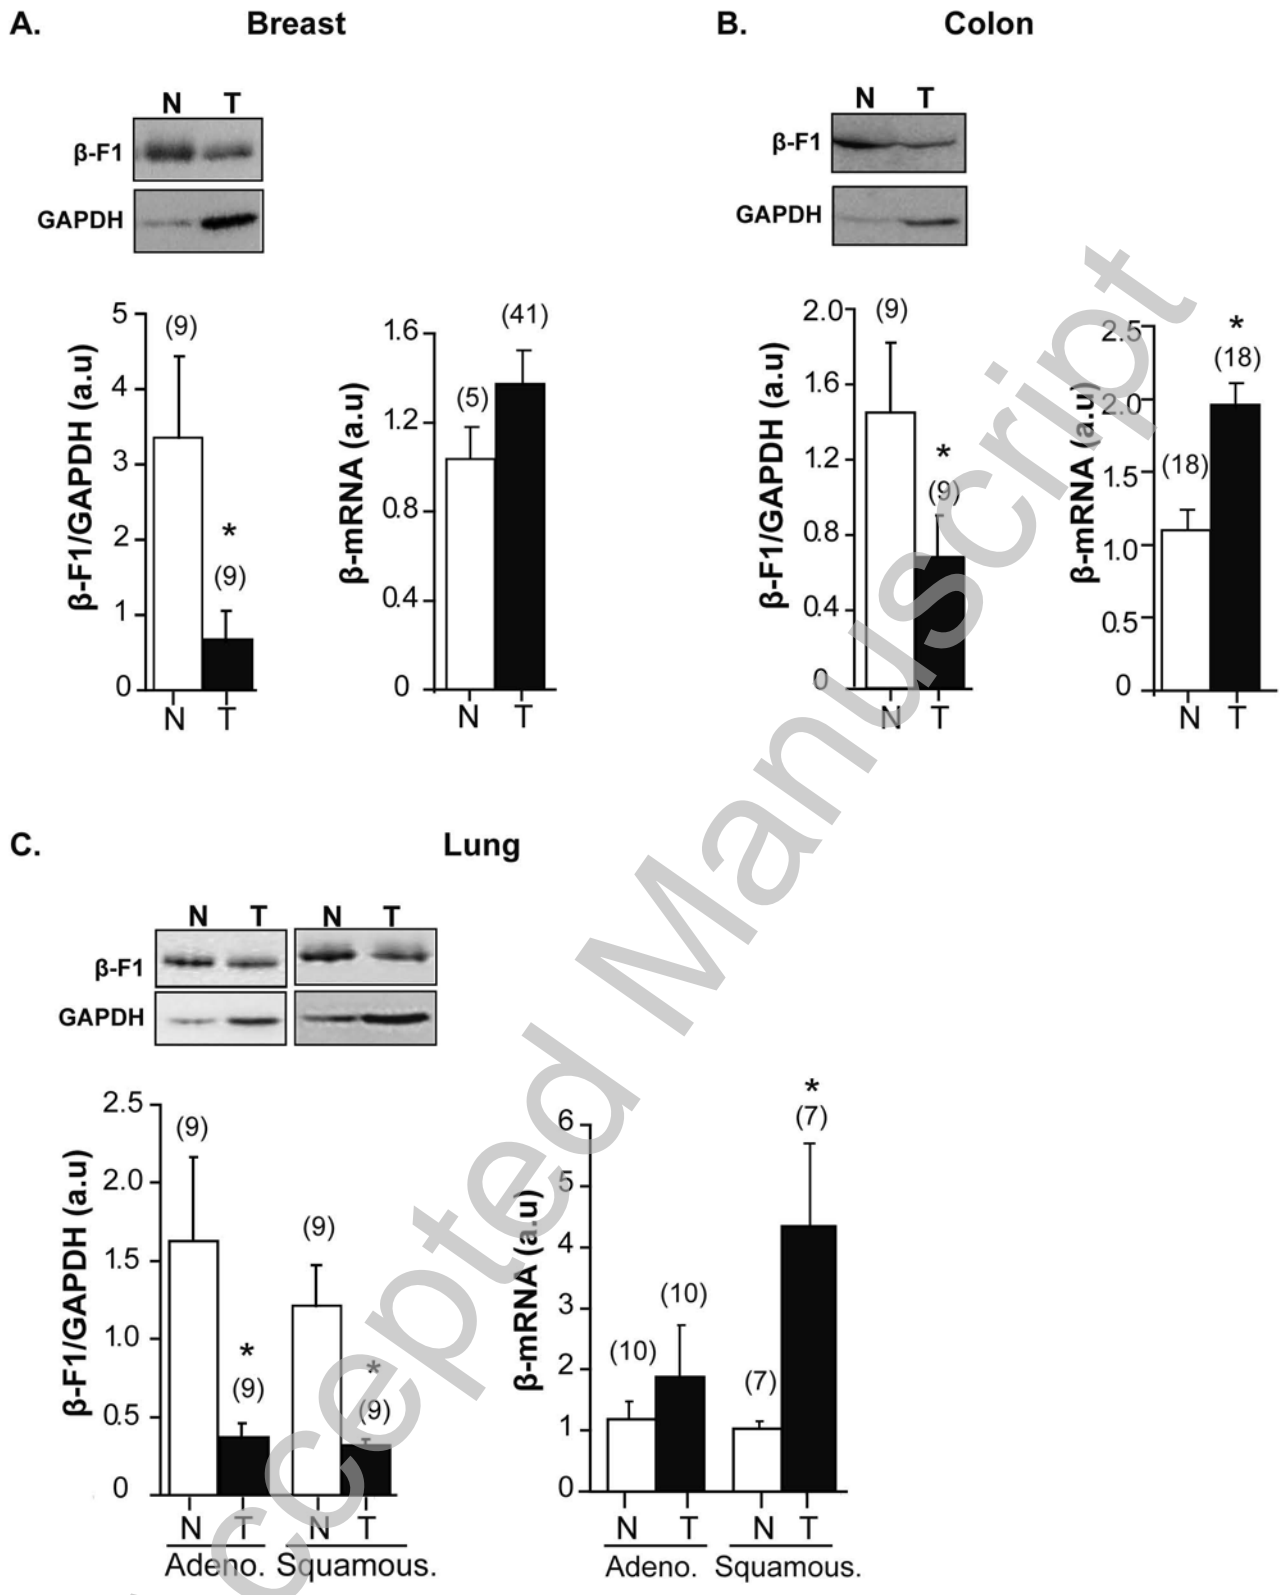 A. Breast
N T
β-F1
GAPDH
β-F1/GAPDH (a.u)
5
4
3
2
1
0
(9)
*
(9)
N T
β-mRNA (a.u)
1.6
1.2
0.8
0.4
0
(5)
(41)
N T
B. Colon
N T
β-F1
GAPDH
β-F1/GAPDH (a.u)
2.0
1.6
1.2
0.8
0.4
0
(9)
*
(9)
N T
β-mRNA (a.u)
2.5
2.0
1.5
1.0
0.5
0
(18)
*
(18)
N T
C. Lung
N T N T
β-F1
GAPDH
β-F1/GAPDH (a.u)
2.5
2.0
1.5
1.0
0.5
0
(9)
*
(9)
(9)
*
(9)
N T N T
Adeno. Squamous.
β-mRNA (a.u)
6
5
4
3
2
1
0
(10)
(10)
(7)
*
(7)
N T N T
Adeno. Squamous.
ccepted Manuscript